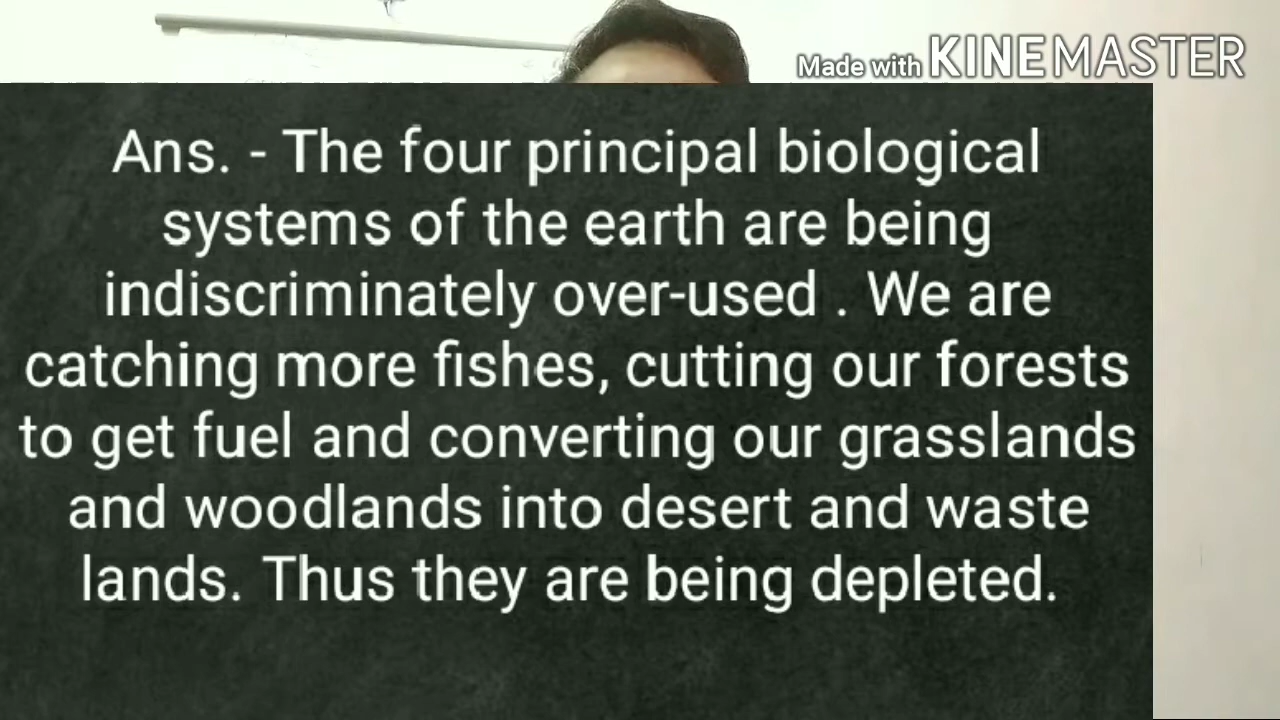 Made with KINEMASTER
Ans. - The four principal biological
systems of the earth are being
indiscriminately over-used . We are
catching more fishes, cutting our forests
to get fuel and converting our grasslands
and woodlands into desert and waste
lands. Thus they are being depleted.